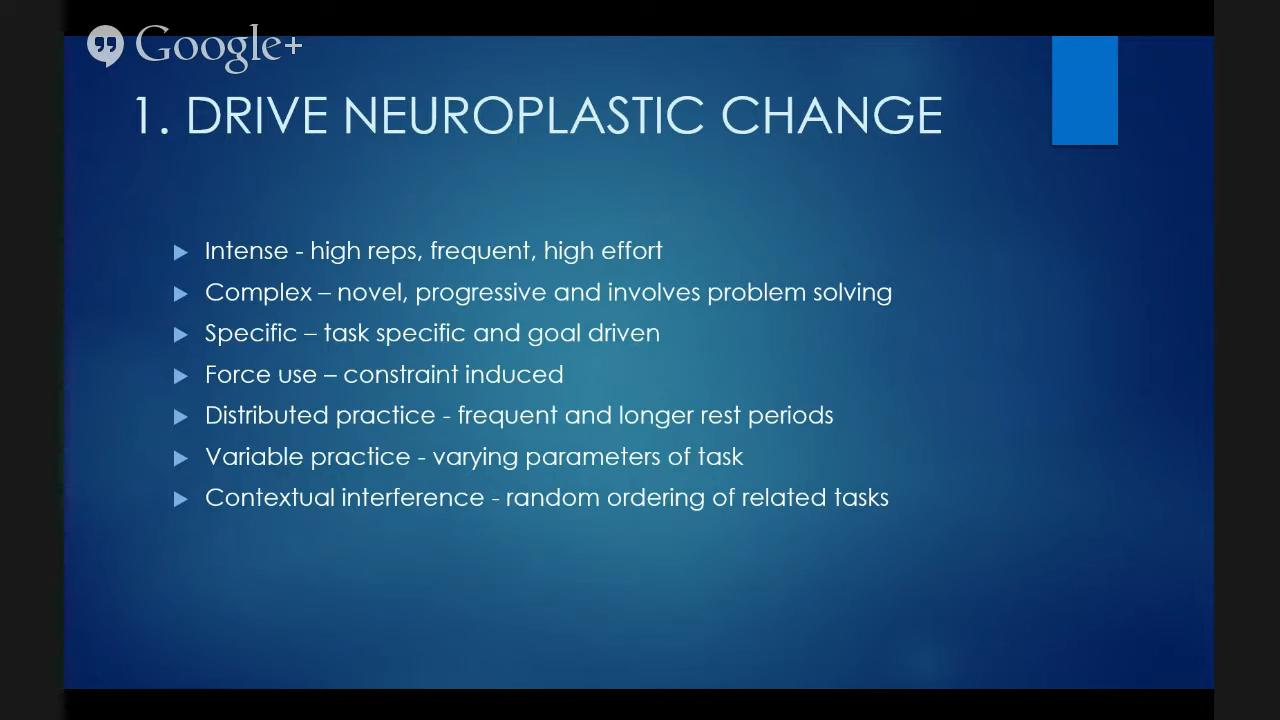 Google+
1. DRIVE NEUROPLASTIC CHANGE
Intense - high reps, frequent, high effort
Complex – novel, progressive and involves problem solving
Specific – task specific and goal driven
Force use – constraint induced
Distributed practice - frequent and longer rest periods
Variable practice - varying parameters of task
Contextual interference - random ordering of related tasks